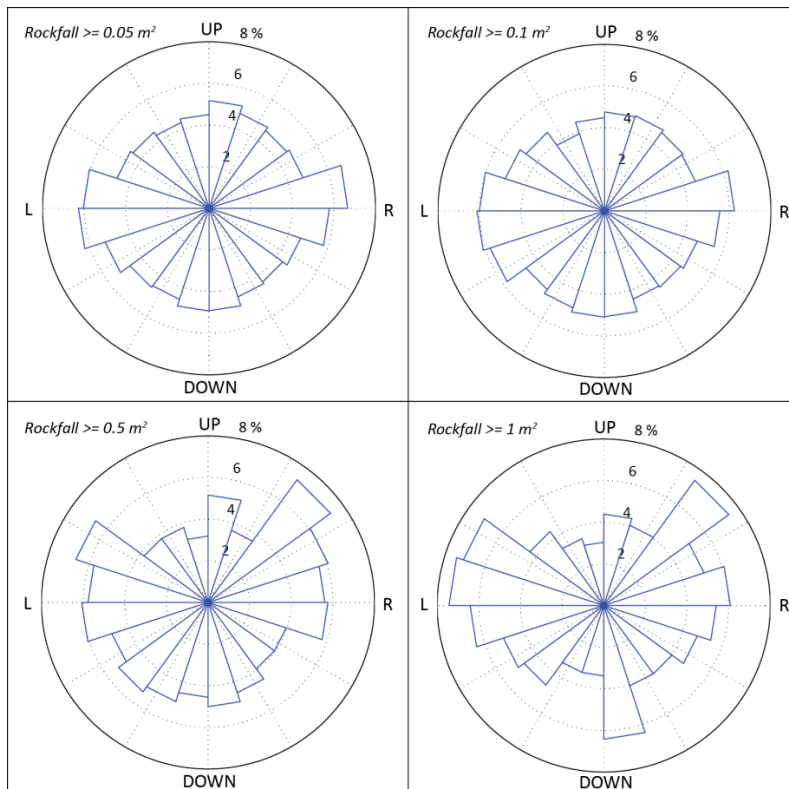 Rockfall >= 0.05 m²
UP 8 %
6
4
2
L
R
DOWN
Rockfall >= 0.1 m²
UP 8 %
6
4
2
L
R
DOWN
Rockfall >= 0.5 m²
UP 8 %
6
4
2
L
R
DOWN
Rockfall >= 1 m²
UP 8 %
6
4
2
L
R
DOWN